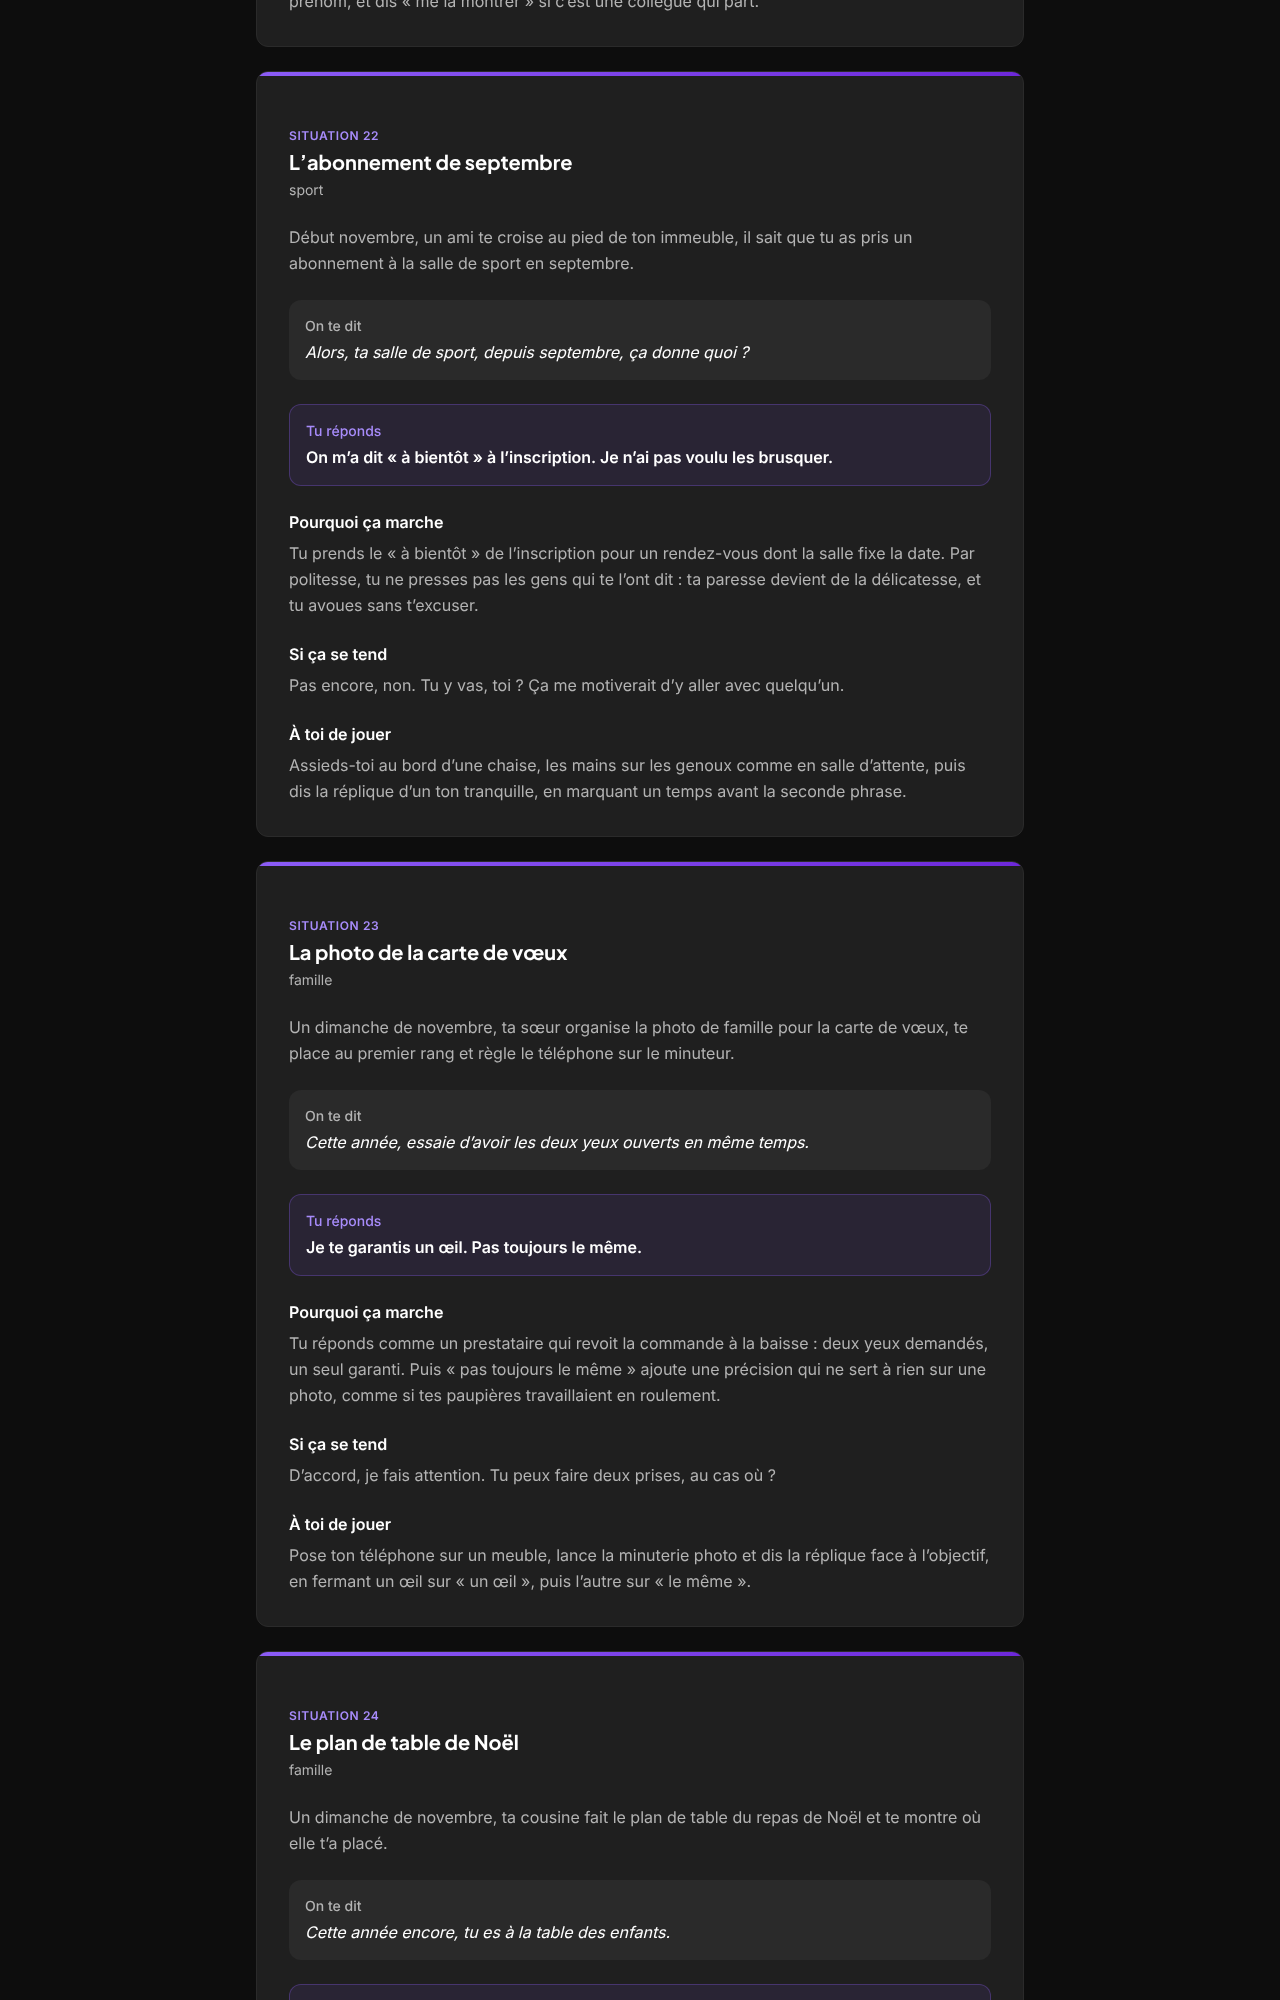 prénom, et dis « me la montrer » si c’est une collègue qui part.
SITUATION 22
L’abonnement de septembre
sport
Début novembre, un ami te croise au pied de ton immeuble, il sait que tu as pris un
abonnement à la salle de sport en septembre.
On te dit
Alors, ta salle de sport, depuis septembre, ça donne quoi ?
Tu réponds
On m’a dit « à bientôt » à l’inscription. Je n’ai pas voulu les brusquer.
Pourquoi ça marche
Tu prends le « à bientôt » de l’inscription pour un rendez-vous dont la salle fixe la date. Par
politesse, tu ne presses pas les gens qui te l’ont dit : ta paresse devient de la délicatesse, et
tu avoues sans t’excuser.
Si ça se tend
Pas encore, non. Tu y vas, toi ? Ça me motiverait d’y aller avec quelqu’un.
À toi de jouer
Assieds-toi au bord d’une chaise, les mains sur les genoux comme en salle d’attente, puis
dis la réplique d’un ton tranquille, en marquant un temps avant la seconde phrase.
SITUATION 23
La photo de la carte de vœux
famille
Un dimanche de novembre, ta sœur organise la photo de famille pour la carte de vœux, te
place au premier rang et règle le téléphone sur le minuteur.
On te dit
Cette année, essaie d’avoir les deux yeux ouverts en même temps.
Tu réponds
Je te garantis un œil. Pas toujours le même.
Pourquoi ça marche
Tu réponds comme un prestataire qui revoit la commande à la baisse : deux yeux demandés,
un seul garanti. Puis « pas toujours le même » ajoute une précision qui ne sert à rien sur une
photo, comme si tes paupières travaillaient en roulement.
Si ça se tend
D’accord, je fais attention. Tu peux faire deux prises, au cas où ?
À toi de jouer
Pose ton téléphone sur un meuble, lance la minuterie photo et dis la réplique face à l’objectif,
en fermant un œil sur « un œil », puis l’autre sur « le même ».
SITUATION 24
Le plan de table de Noël
famille
Un dimanche de novembre, ta cousine fait le plan de table du repas de Noël et te montre où
elle t’a placé.
On te dit
Cette année encore, tu es à la table des enfants.